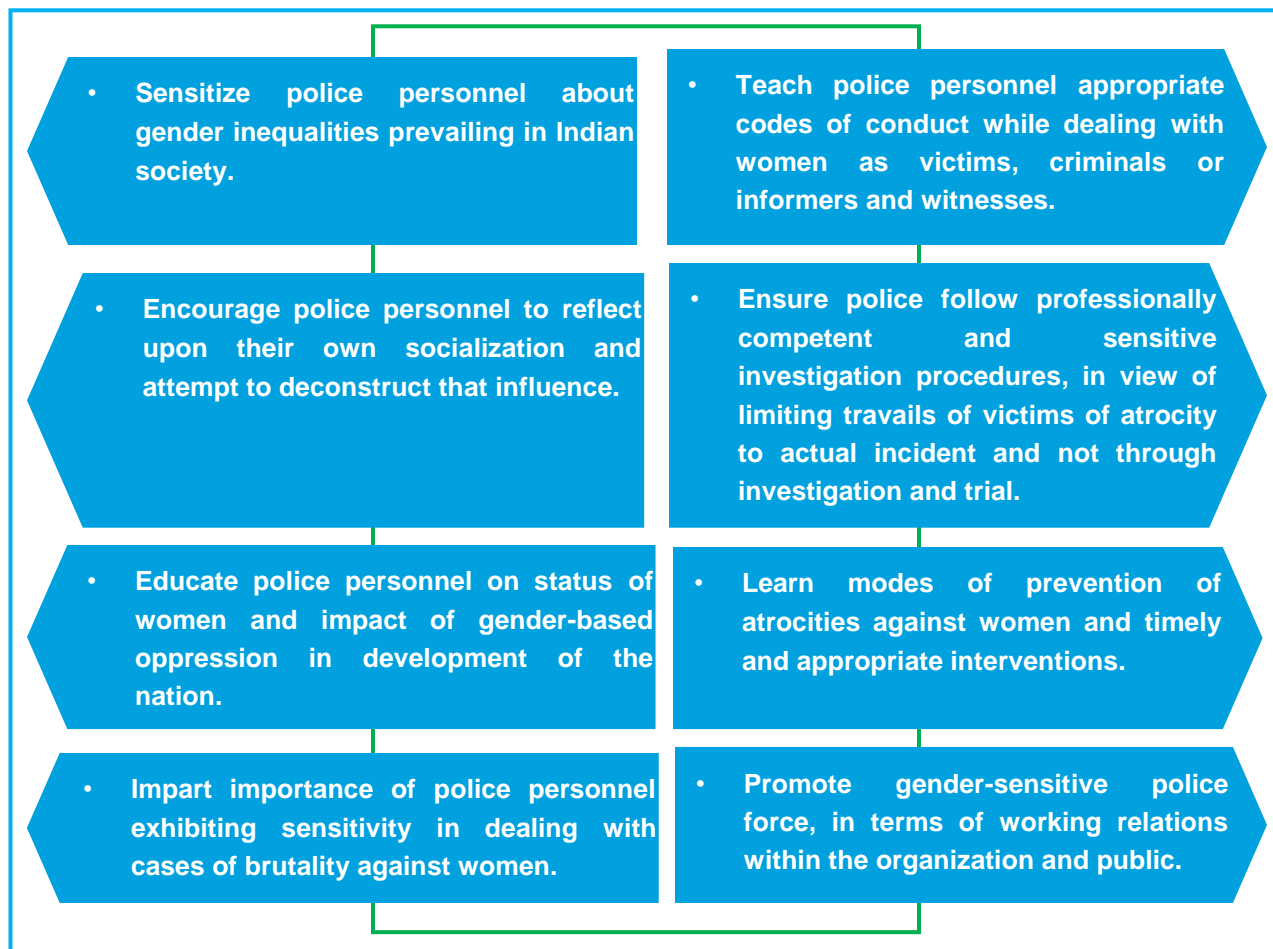 • Sensitize police personnel about
gender inequalities prevailing in Indian
society.
• Encourage police personnel to reflect
upon their own socialization and
attempt to deconstruct that influence.
• Educate police personnel on status of
women and impact of gender-based
oppression in development of the
nation.
• Impart importance of police personnel
exhibiting sensitivity in dealing with
cases of brutality against women.
• Teach police personnel appropriate
codes of conduct while dealing with
women as victims, criminals or
informers and witnesses.
• Ensure police follow professionally
competent and sensitive
investigation procedures, in view of
limiting travails of victims of atrocity
to actual incident and not through
investigation and trial.
• Learn modes of prevention of
atrocities against women and timely
and appropriate interventions.
• Promote gender-sensitive police
force, in terms of working relations
within the organization and public.